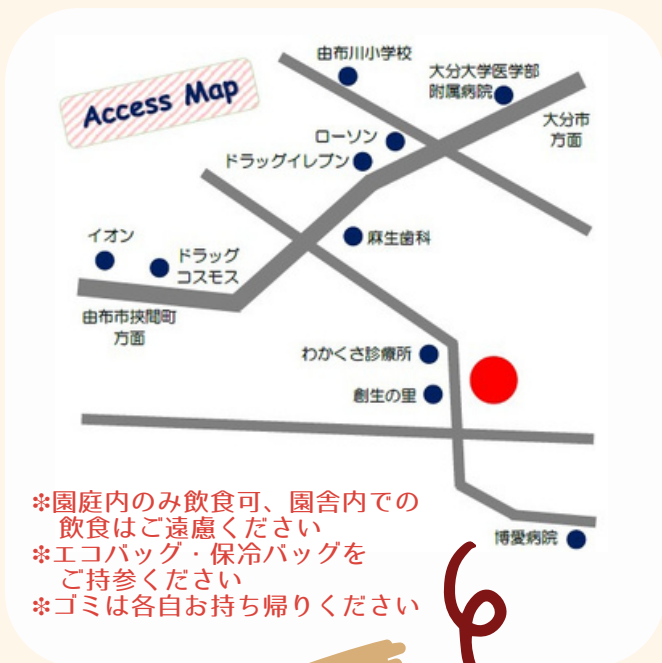 Access Map
由布川小学校
大分大学医学部
附属病院
大分市
方面
ローソン
ドラッグイレブン
麻生歯科
イオン
ドラッグ
コスモス
由布市挾間町
方面
わかくさ診療所
創生の里
博愛病院
❇園庭内のみ飲食可、園舎内での
飲食はご遠慮ください
❇エコバッグ・保冷バッグを
ご持参ください
❇ゴミは各自お持ち帰りください